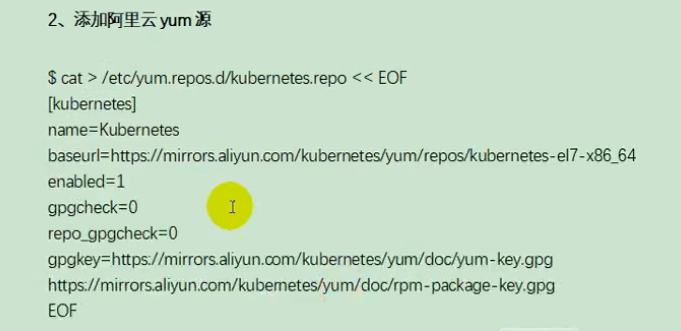 2、添加阿里云 yum 源
$ cat > /etc/yum.repos.d/kubernetes.repo << EOF
[kubernetes]
name=Kubernetes
baseurl=https://mirrors.aliyun.com/kubernetes/yum/repos/kubernetes-el7-x86_64
enabled=1
gpgcheck=0
repo_gpgcheck=0
gpgkey=https://mirrors.aliyun.com/kubernetes/yum/doc/yum-key.gpg
https://mirrors.aliyun.com/kubernetes/yum/doc/rpm-package-key.gpg
EOF